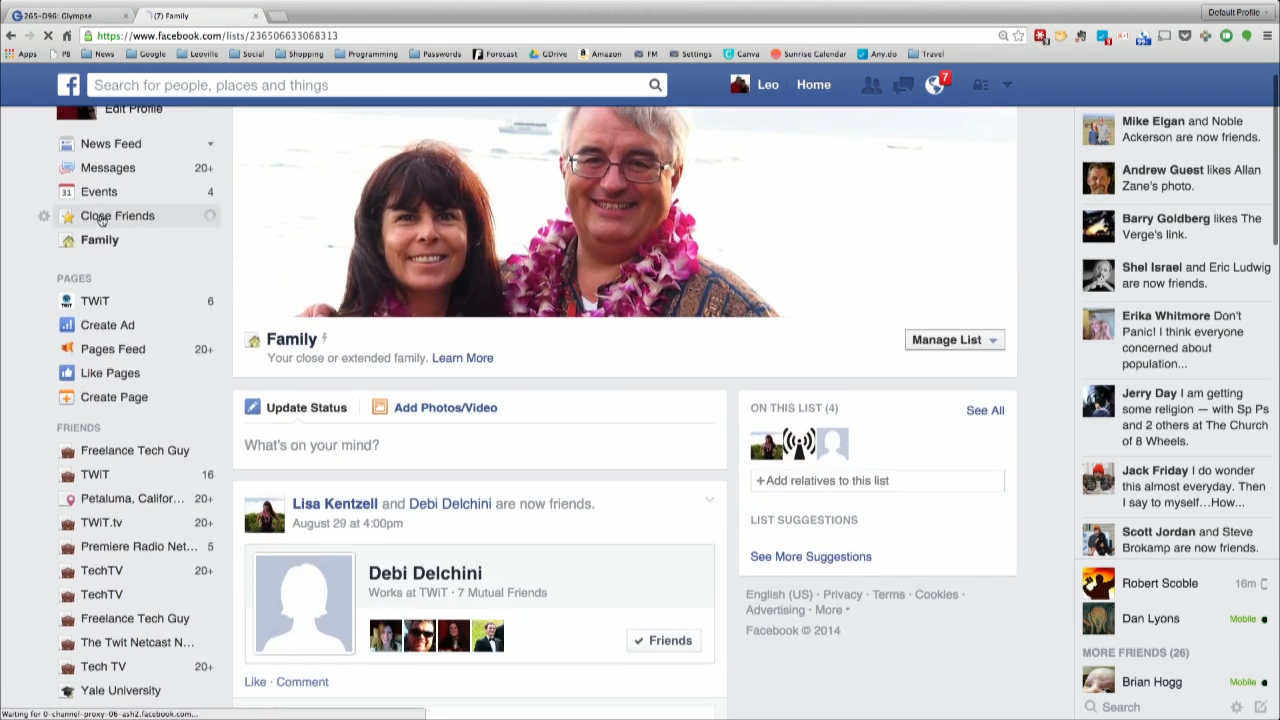 265-D96: Glympse
(7) Family
Default Profile
https://www.facebook.com/lists/236506633068313
Apps
PB
News
Google
Leoville
Social
Shopping
Programming
Passwords
Forecast
GDrive
Amazon
FM
Settings
Canva
Sunrise Calendar
Any.do
Travel
Search for people, places and things
Leo
Home
7
Edit Profile
News Feed
Messages 20+
31 Events 4
Close Friends
Family
PAGES
TWiT 6
Create Ad
Pages Feed 20+
Like Pages
Create Page
FRIENDS
Freelance Tech Guy
TWiT 16
Petaluma, Califor... 20+
TWiT.tv 20+
Premiere Radio Net... 5
TechTV 20+
TechTV
Freelance Tech Guy
The Twit Netcast N...
Tech TV 20+
Yale University
Waiting for 0-channel-proxy-06-ash2.facebook.com...
Family
Your close or extended family. Learn More
Manage List
Update Status
Add Photos/Video
What's on your mind?
Lisa Kentzell and Debi Delchini are now friends.
August 29 at 4:00pm
Debi Delchini
Works at TWiT · 7 Mutual Friends
Friends
Like · Comment
ON THIS LIST (4)
See All
+Add relatives to this list
LIST SUGGESTIONS
See More Suggestions
English (US) · Privacy · Terms · Cookies ·
Advertising · More
Facebook © 2014
Mike Elgan and Noble
Ackerson are now friends.
Andrew Guest likes Allan
Zane's photo.
Barry Goldberg likes The
Verge's link.
Shel Israel and Eric Ludwig
are now friends.
Erika Whitmore Don't
Panic! I think everyone
concerned about
population...
Jerry Day I am getting
some religion — with Sp Ps
and 2 others at The Church
of 8 Wheels.
Jack Friday I do wonder
this almost everyday. Then
I say to myself...How...
Scott Jordan and Steve
Brokamp are now friends.
Robert Scoble 16m
Dan Lyons Mobile
MORE FRIENDS (26)
Brian Hogg Mobile
Search